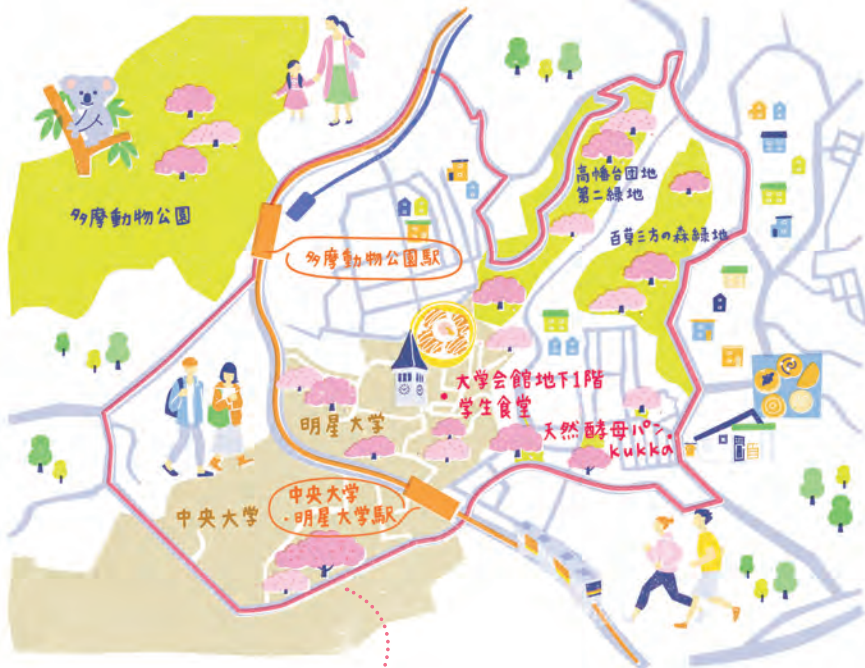 高幡台団地
第二緑地
多摩動物公園
百草三方の森緑地
多摩動物公園駅
大学会館地下1階
学生食堂
明星大学
天然酵母パン
kukka
中央大学
中央大学
・明星大学駅